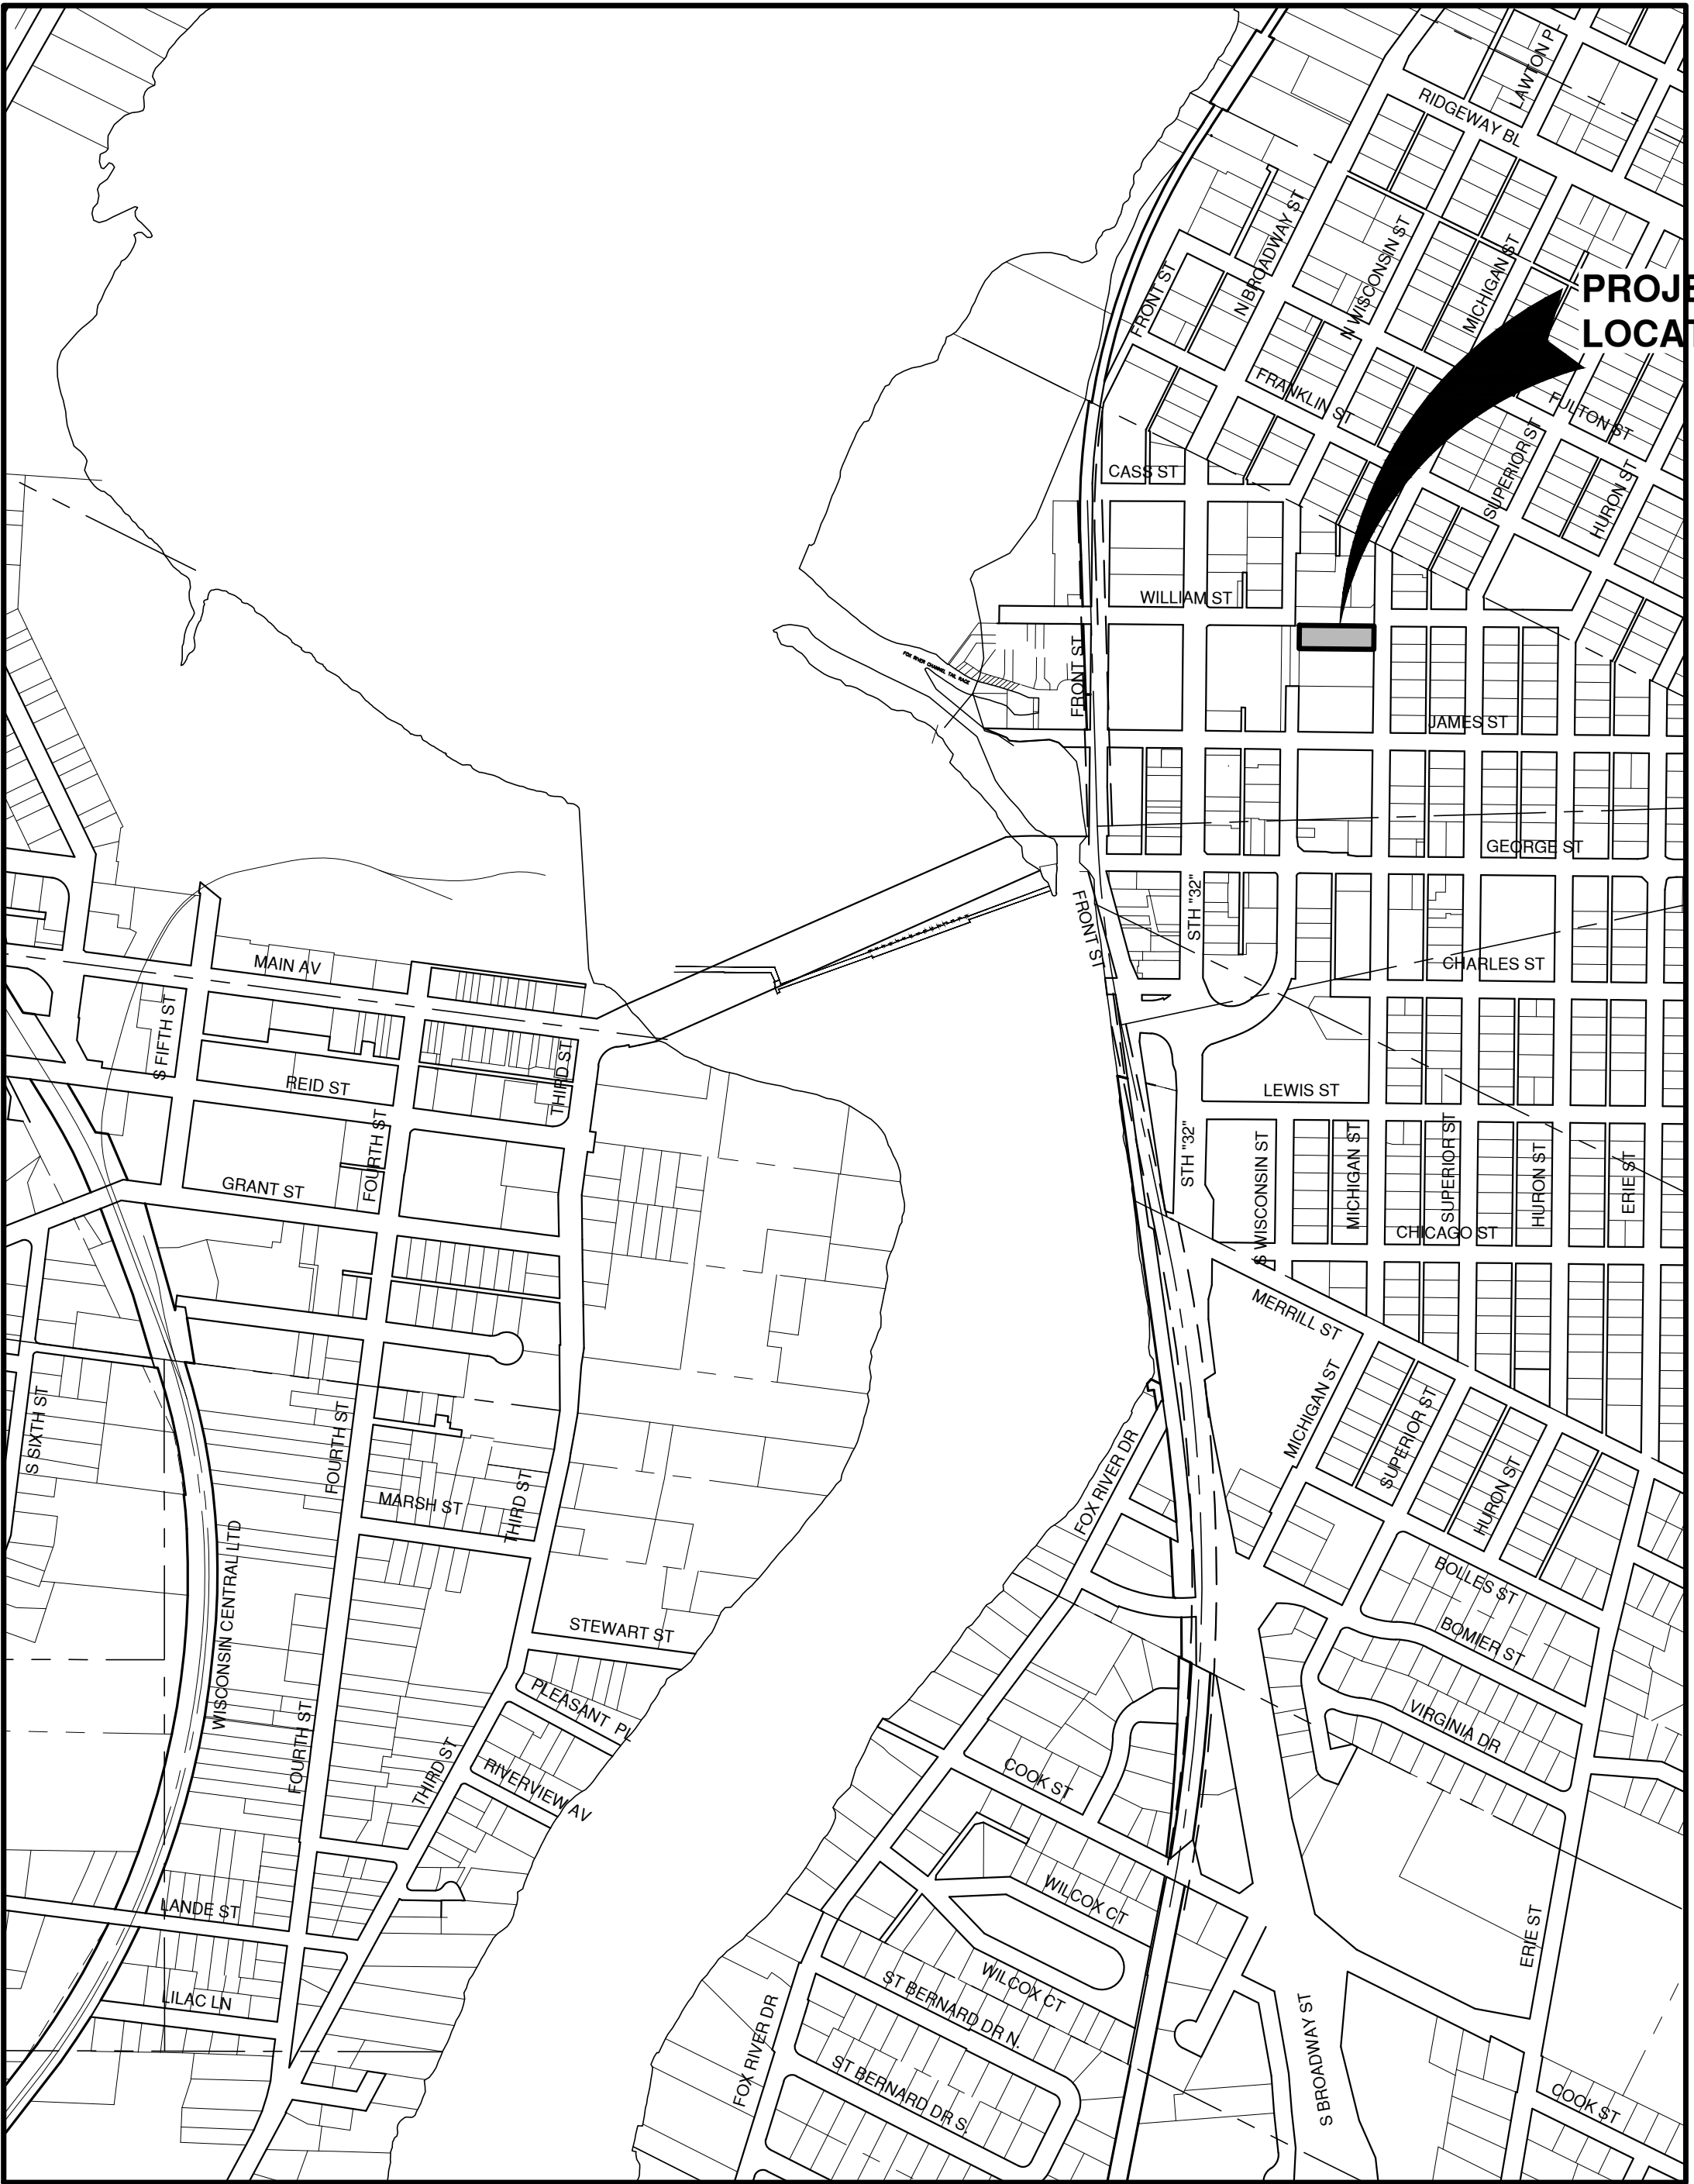 LAWTON PL
RIDGEWAY BL
N BROADWAY ST
N WISCONSIN ST
MICHIGAN ST
FRONT ST
PROJE
LOCAT
FRANKLIN ST
FULTON ST
SUPERIOR ST
HURON ST
CASS ST
WILLIAM ST
FOX RIVER CHANNEL TAIL RACE
FRONT ST
JAMES ST
GEORGE ST
STH "32"
FRONT ST
CHARLES ST
MAIN AV
S FIFTH ST
THIRD ST
REID ST
LEWIS ST
FOURTH ST
STH "32"
S WISCONSIN ST
MICHIGAN ST
SUPERIOR ST
HURON ST
ERIE ST
GRANT ST
CHICAGO ST
MERRILL ST
MICHIGAN ST
SUPERIOR ST
HURON ST
S SIXTH ST
FOURTH ST
MARSH ST
THIRD ST
FOX RIVER DR
BOLLES ST
BOMIER ST
WISCONSIN CENTRAL LTD
STEWART ST
PLEASANT PL
VIRGINIA DR
FOURTH ST
THIRD ST
RIVERVIEW AV
COOK ST
WILCOX CT
LANDE ST
ERIE ST
WILCOX CT
LILAC LN
ST BERNARD DR N.
FOX RIVER DR
S BROADWAY ST
ST BERNARD DR S.
COOK ST